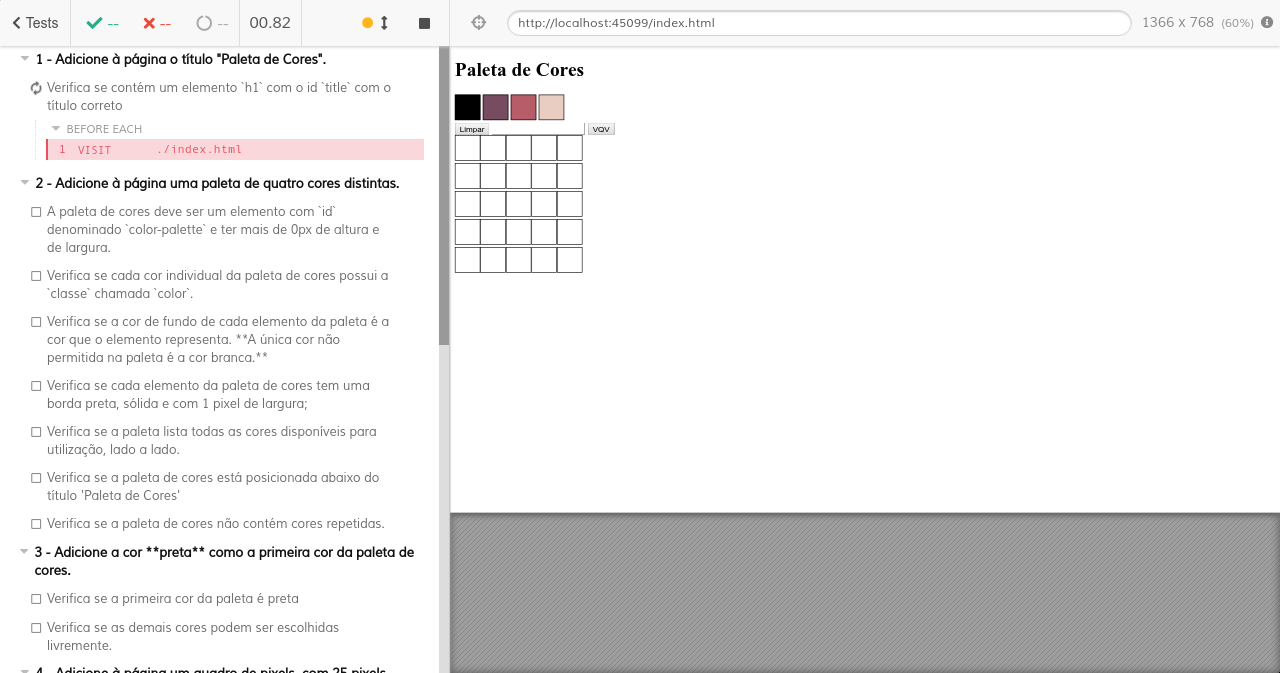 Tests -- -- -- 00.82 http://localhost:45099/index.html 1366 x 768 (60%)
1 - Adicione à página o título "Paleta de Cores".
Verifica se contém um elemento `h1` com o id `title` com o
título correto
BEFORE EACH
1 VISIT ./index.html
2 - Adicione à página uma paleta de quatro cores distintas.
A paleta de cores deve ser um elemento com `id`
denominado `color-palette` e ter mais de 0px de altura e
de largura.
Verifica se cada cor individual da paleta de cores possui a
`classe` chamada `color`.
Verifica se a cor de fundo de cada elemento da paleta é a
cor que o elemento representa. **A única cor não
permitida na paleta é a cor branca.**
Verifica se cada elemento da paleta de cores tem uma
borda preta, sólida e com 1 pixel de largura;
Verifica se a paleta lista todas as cores disponíveis para
utilização, lado a lado.
Verifica se a paleta de cores está posicionada abaixo do
título 'Paleta de Cores'
Verifica se a paleta de cores não contém cores repetidas.
3 - Adicione a cor **preta** como a primeira cor da paleta de
cores.
Verifica se a primeira cor da paleta é preta
Verifica se as demais cores podem ser escolhidas
livremente.
4 - Adicione à página um quadro de pixels, com 25 pixels.
Paleta de Cores
Limpar VQV